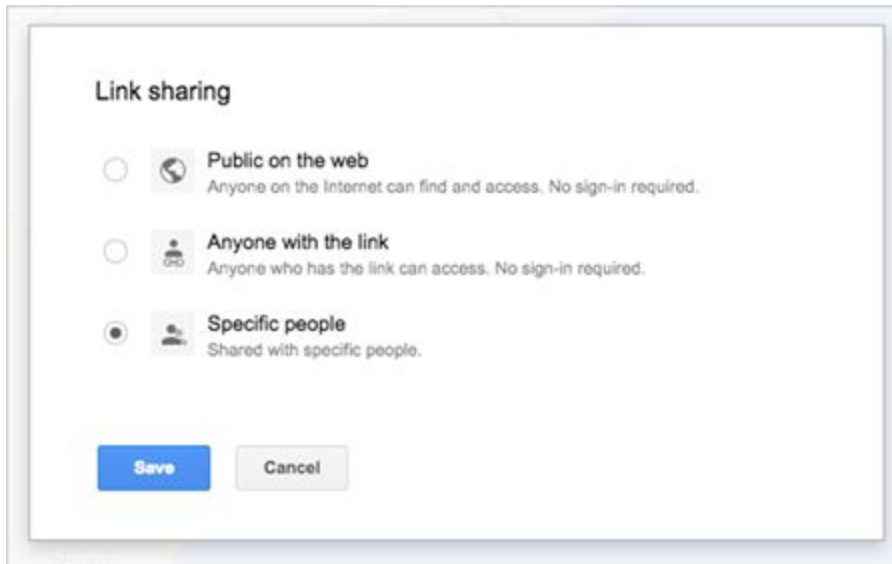 Link sharing
Public on the web
Anyone on the Internet can find and access. No sign-in required.
Anyone with the link
Anyone who has the link can access. No sign-in required.
Specific people
Shared with specific people.
Save Cancel